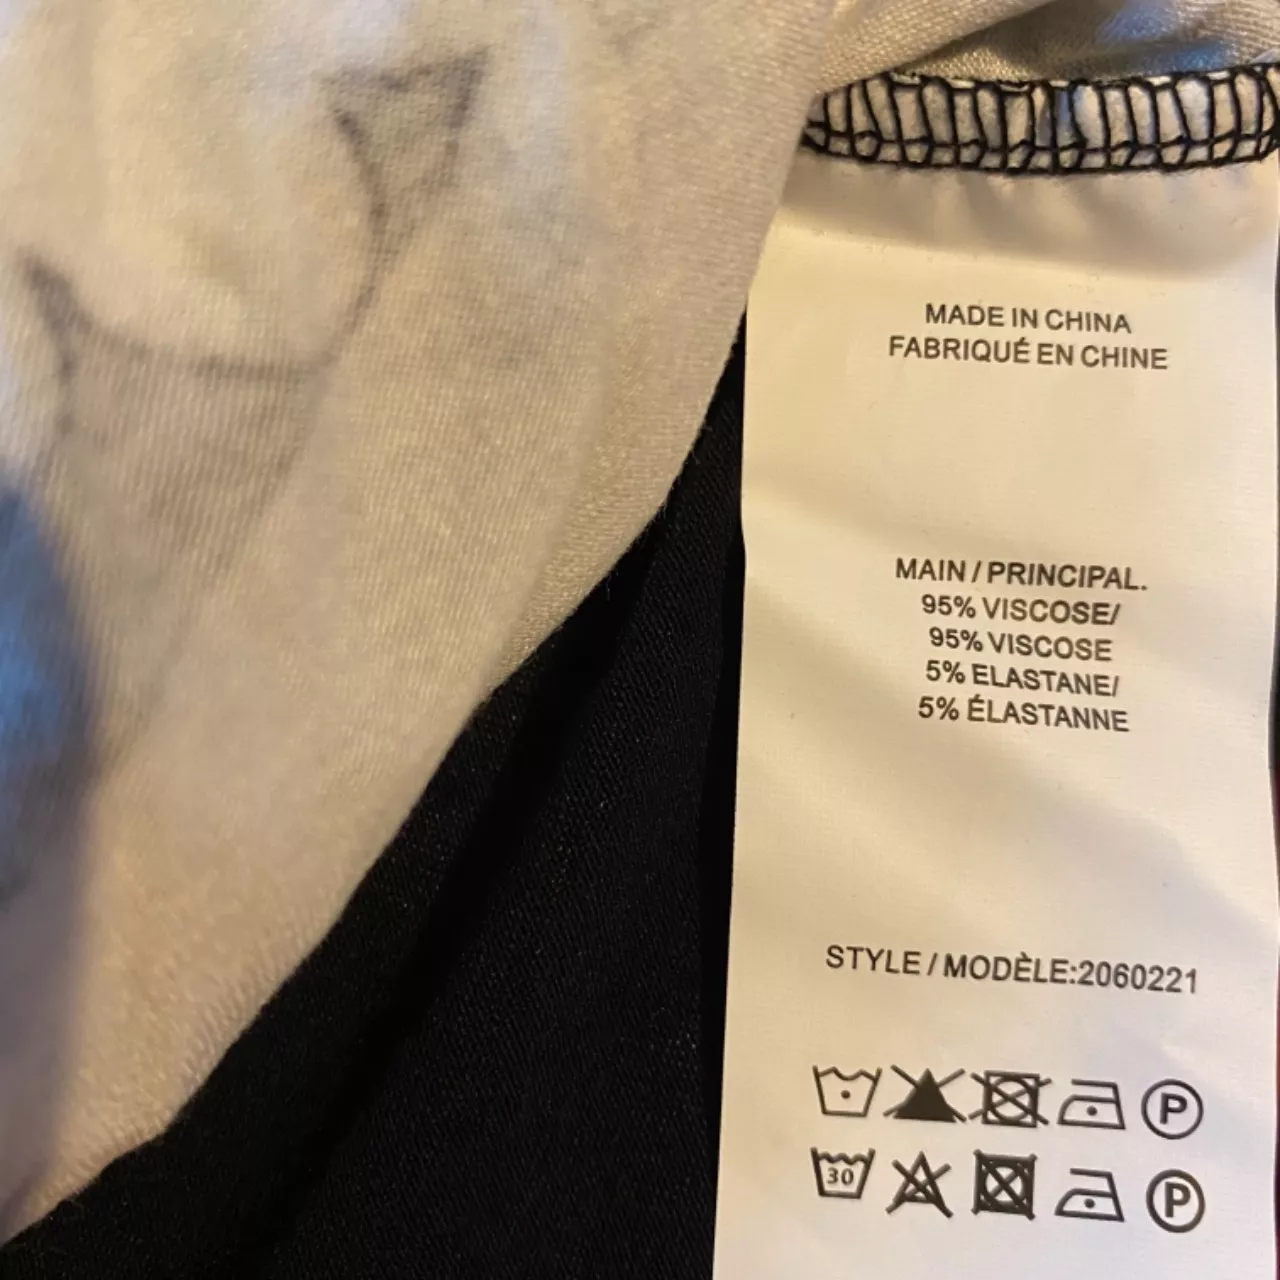 MADE IN CHINA
FABRIQUÉ EN CHINE
MAIN / PRINCIPAL.
95% VISCOSE/
95% VISCOSE
5% ELASTANE/
5% ÉLASTANNE
STYLE / MODÈLE:2060221
P
30 P